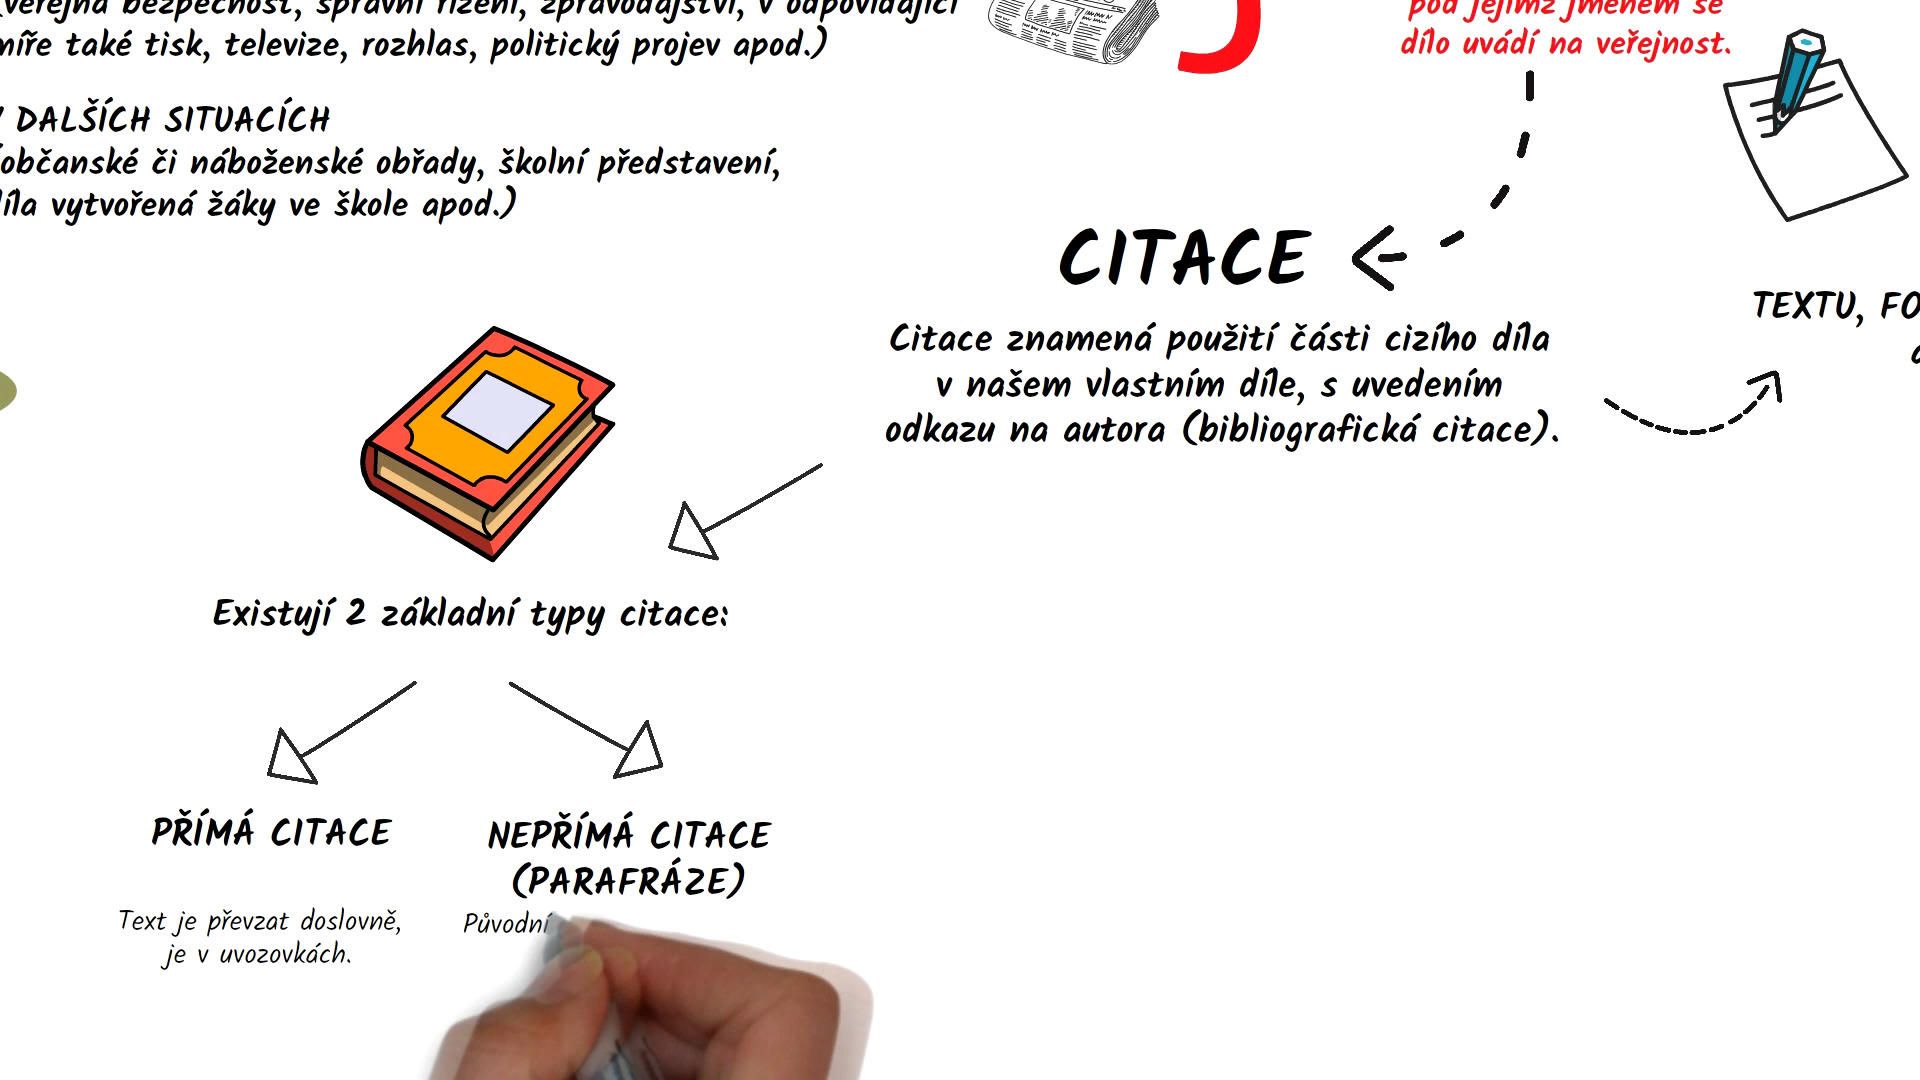 bezpečnost, správní řízení, zpravodajství, v odpovídající
míře také tisk, televize, rozhlas, politický projev apod.)
DALŠÍCH SITUACÍCH
občanské či náboženské obřady, školní představení,
díla vytvořená žáky ve škole apod.)
pod jejímž jménem se
dílo uvádí na veřejnost.
CITACE
Citace znamená použití části cizího díla
v našem vlastním díle, s uvedením
odkazu na autora (bibliografická citace).
TEXTU,
Existují 2 základní typy citace:
PŘÍMÁ CITACE
Text je převzat doslovně,
je v uvozovkách.
NEPŘÍMÁ CITACE
(PARAFRÁZE)
Původní